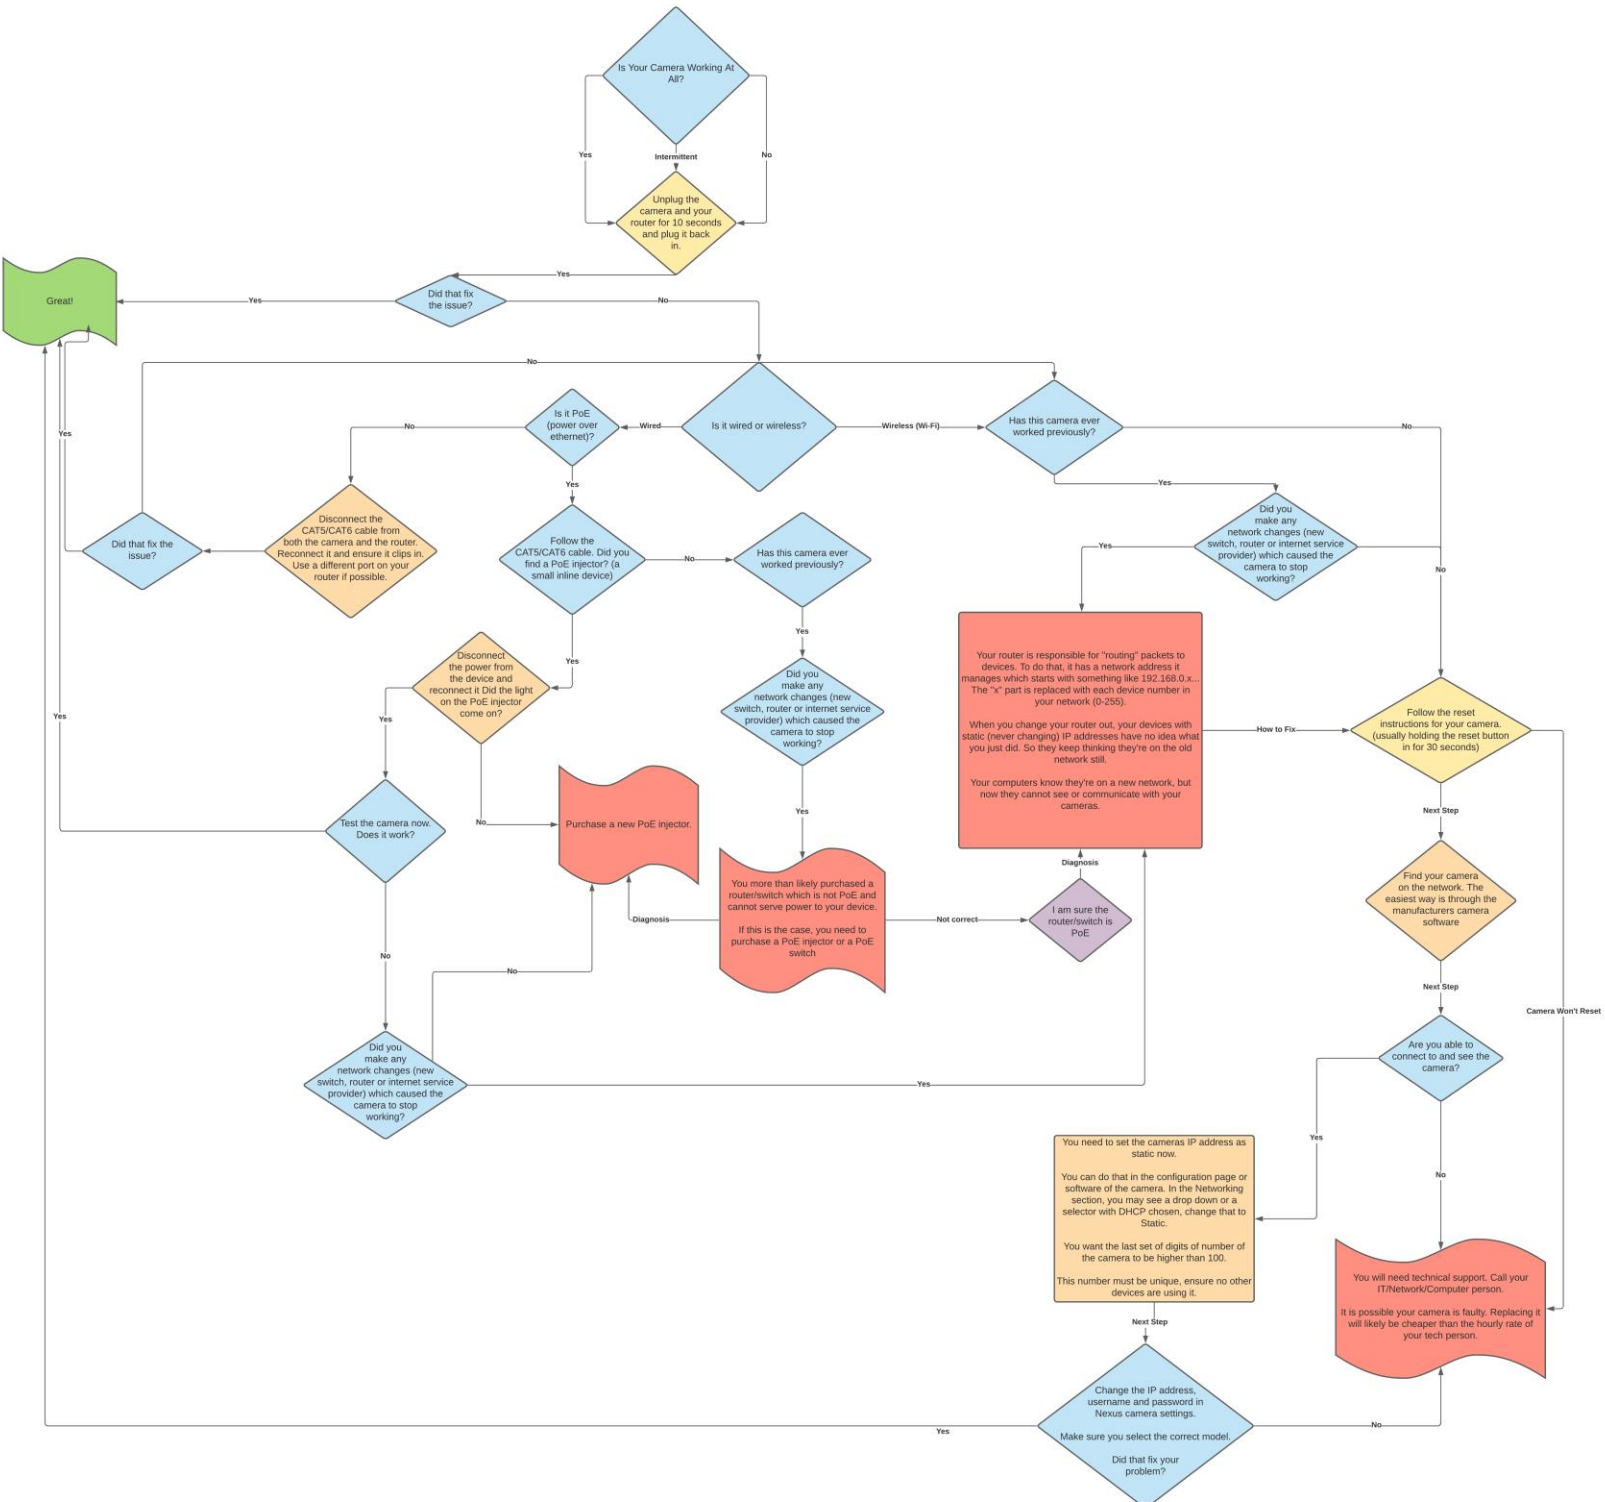 Is Your Camera Working At
All?
Yes
Intermittent
No
Unplug the
camera and your
router for 10 seconds
and plug it back
in.
Yes
Great!
Yes
Did that fix
the issue?
No
No
Is it PoE
(power over
ethernet)?
No
Wired
Is it wired or wireless?
Wireless (Wi-Fi)
Has this camera ever
worked previously?
No
Yes
Yes
Yes
Did that fix the
issue?
Disconnect the
CAT5/CAT6 cable from
both the camera and the router.
Reconnect it and ensure it clips in.
Use a different port on your
router if possible.
Follow the
CAT5/CAT6 cable. Did you
find a PoE injector? (a
small inline device)
No
Has this camera ever
worked previously?
Yes
Did you
make any
network changes (new
switch, router or internet service
provider) which caused the
camera to stop
working?
No
Yes
Disconnect
the power from
the device and
reconnect it Did the light
on the PoE injector
come on?
Yes
Yes
Did you
make any
network changes (new
switch, router or internet service
provider) which caused the
camera to stop
working?
Your router is responsible for "routing" packets to
devices. To do that, it has a network address it
manages which starts with something like 192.168.0.x...
The "x" part is replaced with each device number in
your network (0-255).
When you change your router out, your devices with
static (never changing) IP addresses have no idea what
you just did. So they keep thinking they're on the old
network still.
Your computers know they're on a new network, but
now they cannot see or communicate with your
cameras.
How to Fix
Follow the reset
instructions for your camera.
(usually holding the reset button
in for 30 seconds)
Yes
Test the camera now.
Does it work?
No
Purchase a new PoE injector.
Yes
Next Step
Diagnosis
You more than likely purchased a
router/switch which is not PoE and
cannot serve power to your device.
If this is the case, you need to
purchase a PoE injector or a PoE
switch
Diagnosis
Not correct
I am sure the
router/switch is
PoE
Find your camera
on the network. The
easiest way is through the
manufacturers camera
software
No
No
Next Step
Camera Won't Reset
Did you
make any
network changes (new
switch, router or internet service
provider) which caused the
camera to stop
working?
Yes
Are you able to
connect to and see the
camera?
Yes
No
You need to set the cameras IP address as
static now.
You can do that in the configuration page or
software of the camera. In the Networking
section, you may see a drop down or a
selector with DHCP chosen, change that to
Static.
You want the last set of digits of number of
the camera to be higher than 100.
This number must be unique, ensure no other
devices are using it.
You will need technical support. Call your
IT/Network/Computer person.
It is possible your camera is faulty. Replacing it
will likely be cheaper than the hourly rate of
your tech person.
Next Step
Change the IP address,
username and password in
Nexus camera settings.
Make sure you select the correct model.
Did that fix your
problem?
Yes
No